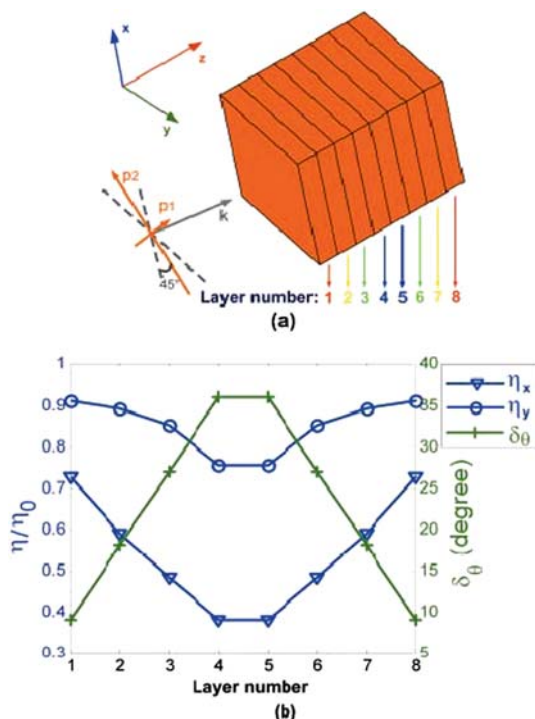 x
z
y
p2
p1
k
45°
Layer number: 1 2 3 4 5 6 7 8
(a)
1 40
0.9 35
0.8 30
0.7 25
0.6 20
0.5 15
0.4 10
0.3 5
η/η0
δθ (degree)
ηx
ηy
δθ
1 2 3 4 5 6 7 8
Layer number
(b)